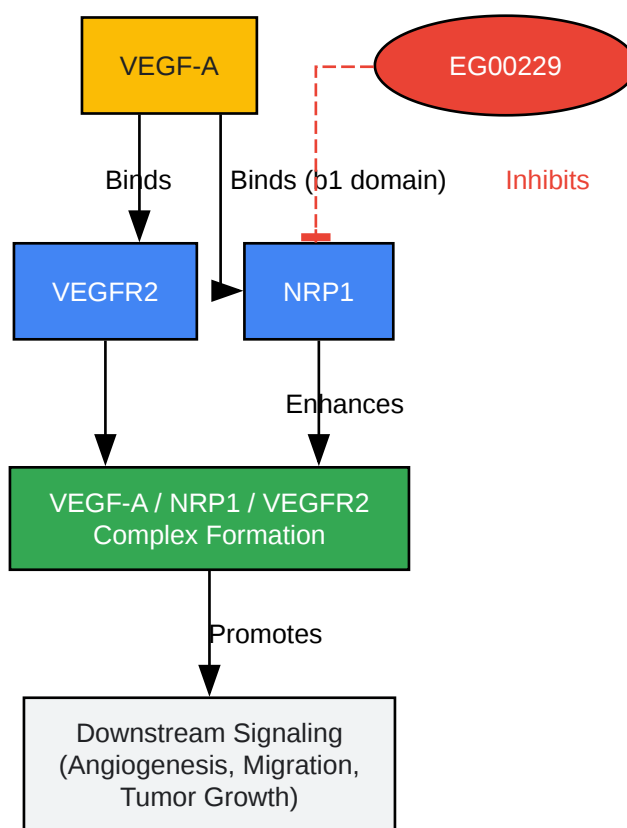 VEGF-A
EG00229
Binds
Binds (b1 domain)
Inhibits
VEGFR2
NRP1
Enhances
VEGF-A / NRP1 / VEGFR2
Complex Formation
Promotes
Downstream Signaling
(Angiogenesis, Migration,
Tumor Growth)